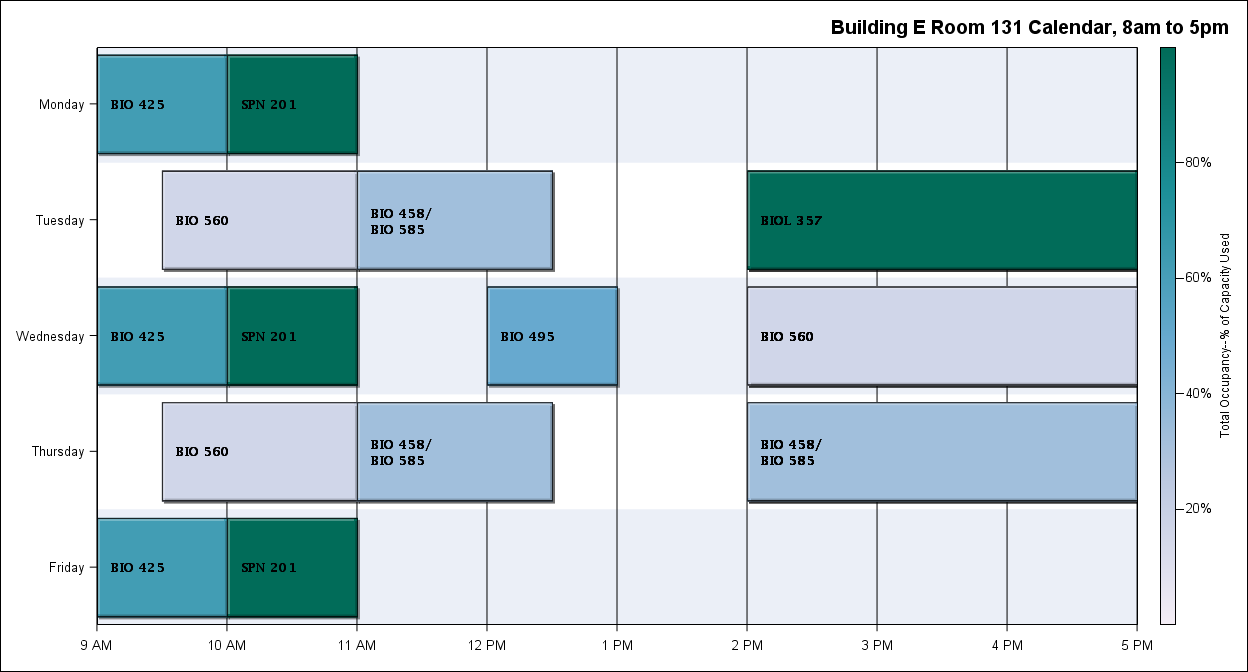 Building E Room 131 Calendar, 8am to 5pm
Monday
BIO 425
SPN 201
Tuesday
BIO 560
BIO 458/
BIO 585
BIOL 357
Wednesday
BIO 425
SPN 201
BIO 495
BIO 560
Thursday
BIO 560
BIO 458/
BIO 585
BIO 458/
BIO 585
Friday
BIO 425
SPN 201
9 AM
10 AM
11 AM
12 PM
1 PM
2 PM
3 PM
4 PM
5 PM
80%
60%
40%
20%
Total Occupancy--% of Capacity Used